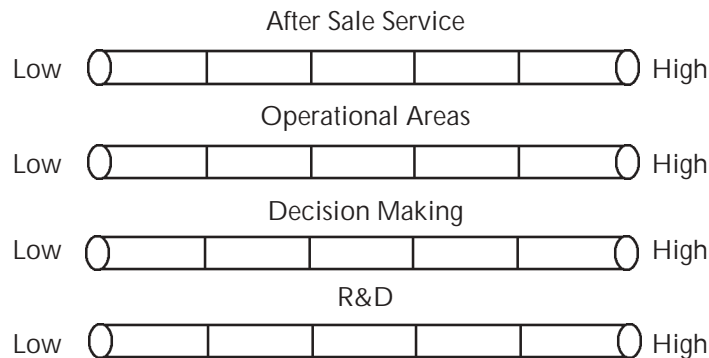 After Sale Service
Low High
Operational Areas
Low High
Decision Making
Low High
R&D
Low High